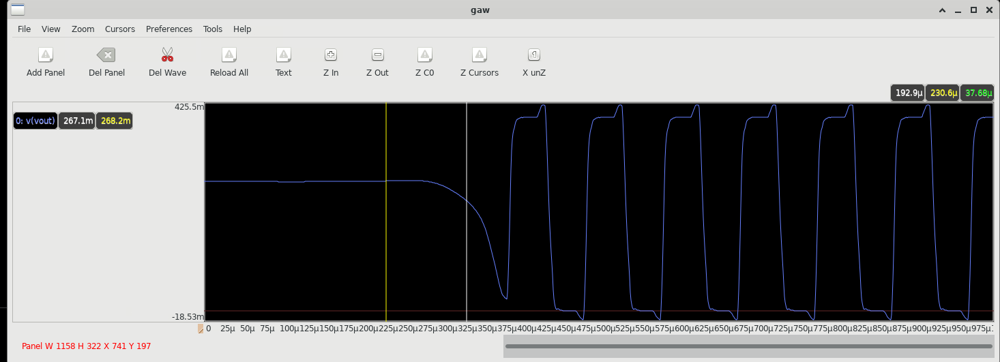 gaw
File View Zoom Cursors Preferences Tools Help
Add Panel Del Panel Del Wave Reload All Text Z In Z Out Z C0 Z Cursors X unZ
192.9µ 230.6µ 37.68µ
425.5m
0: v(vout) 267.1m 268.2m
-18.53m
0 25µ 50µ 75µ 100µ125µ150µ175µ200µ225µ250µ275µ300µ325µ350µ375µ400µ425µ450µ475µ500µ525µ550µ575µ600µ625µ650µ675µ700µ725µ750µ775µ800µ825µ850µ875µ900µ925µ950µ975µ
Panel W 1158 H 322 X 741 Y 197